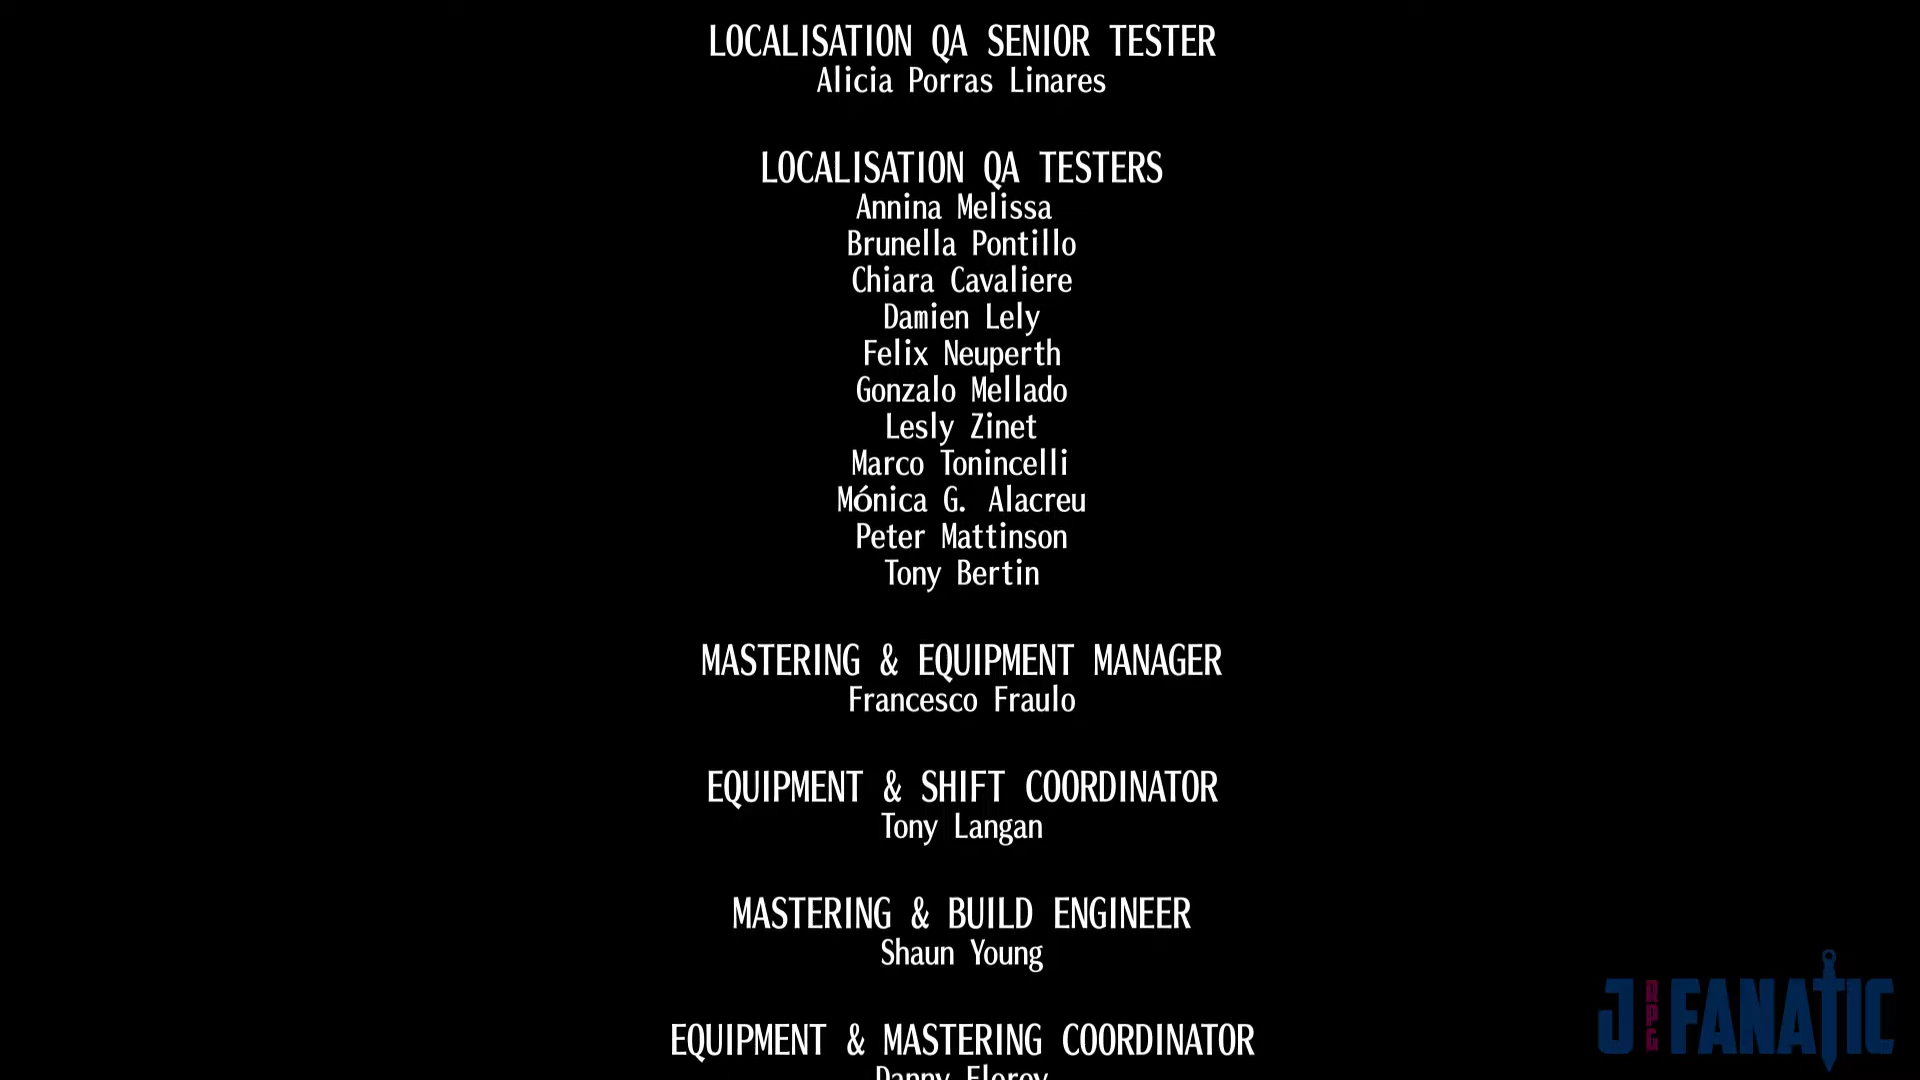 LOCALISATION QA SENIOR TESTER
Alicia Porras Linares
LOCALISATION QA TESTERS
Annina Melissa
Brunella Pontillo
Chiara Cavaliere
Damien Lely
Felix Neuperth
Gonzalo Mellado
Lesly Zinet
Marco Tonincelli
Mónica G. Alacreu
Peter Mattinson
Tony Bertin
MASTERING & EQUIPMENT MANAGER
Francesco Fraulo
EQUIPMENT & SHIFT COORDINATOR
Tony Langan
MASTERING & BUILD ENGINEER
Shaun Young
EQUIPMENT & MASTERING COORDINATOR
Danny
J RPG FANATIC